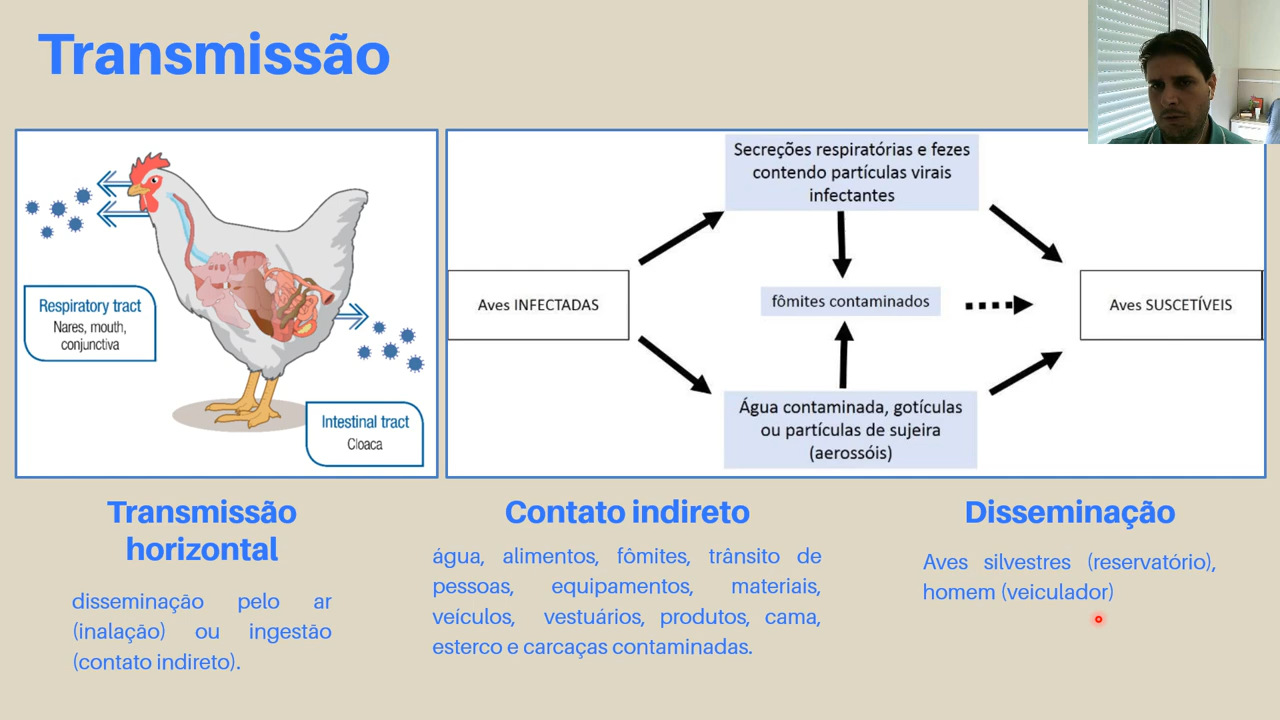 Transmissão
Respiratory tract
Nares, mouth,
conjunctiva
Intestinal tract
Cloaca
Secreções respiratórias e fezes
contendo partículas virais
infectantes
Aves INFECTADAS
fômites contaminados
Aves SUSCETÍVEIS
Água contaminada, gotículas
ou partículas de sujeira
(aerossóis)
Transmissão
horizontal
disseminação pelo ar
(inalação) ou ingestão
(contato indireto).
Contato indireto
água, alimentos, fômites, trânsito de
pessoas, equipamentos, materiais,
veículos, vestuários, produtos, cama,
esterco e carcaças contaminadas.
Disseminação
Aves silvestres (reservatório),
homem (veiculador)